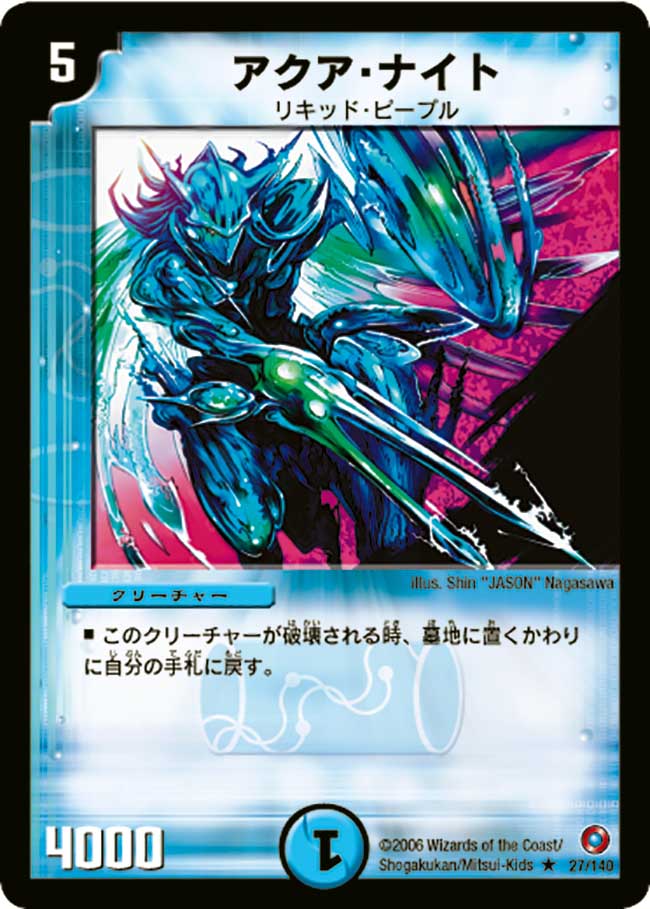 5
アクア・ナイト
リキッド・ピープル
illus. Shin "JASON" Nagasawa
クリーチャー
■ このクリーチャーが破壊される時、墓地に置くかわり
に自分の手札に戻す。
4000
1
©2006 Wizards of the Coast/
Shogakukan/Mitsui-Kids ★ 27/140